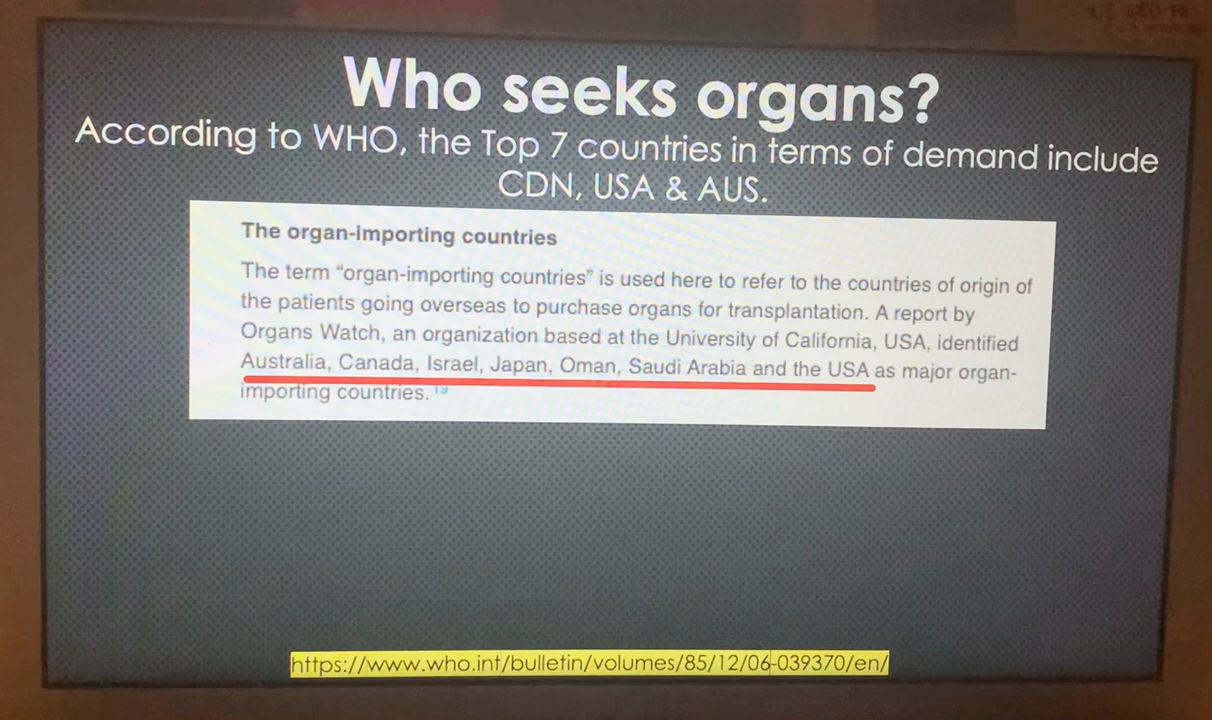 Who seeks organs?
According to WHO, the Top 7 countries in terms of demand include
CDN, USA & AUS.
The organ-importing countries
The term “organ-importing countries” is used here to refer to the countries of origin of
the patients going overseas to purchase organs for transplantation. A report by
Organs Watch, an organization based at the University of California, USA, identified
Australia, Canada, Israel, Japan, Oman, Saudi Arabia and the USA as major organ-
importing countries. 19
https://www.who.int/bulletin/volumes/85/12/06-039370/en/